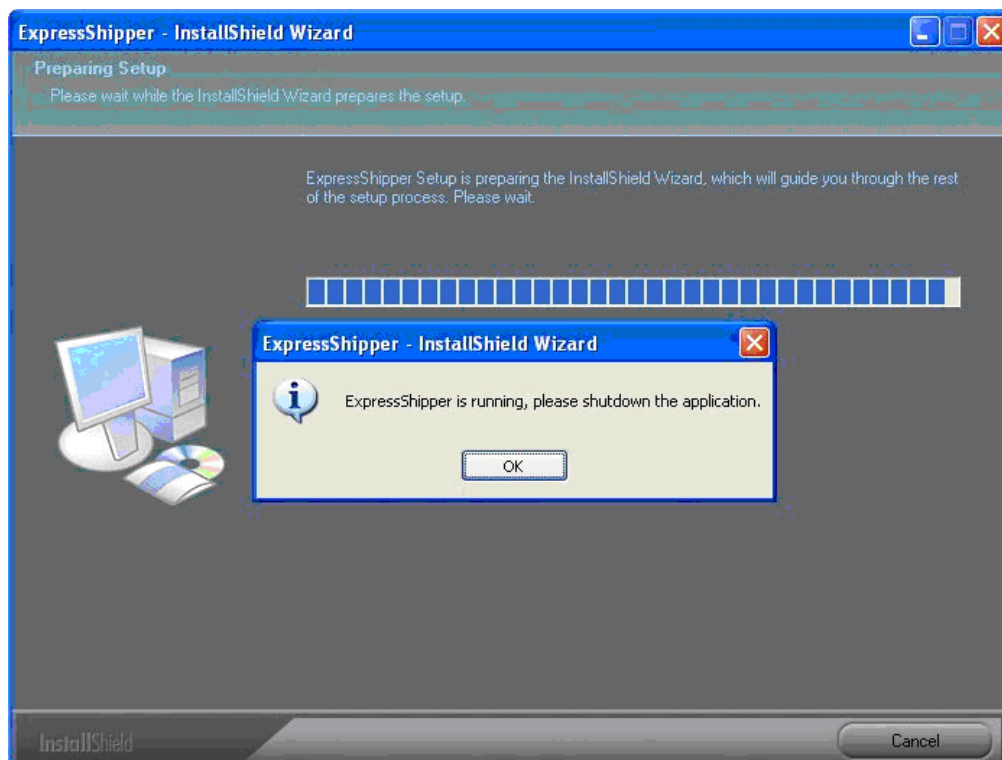 ExpressShipper - InstallShield Wizard
Preparing Setup
Please wait while the InstallShield Wizard prepares the setup.
ExpressShipper Setup is preparing the InstallShield Wizard, which will guide you through the rest
of the setup process. Please wait.
ExpressShipper - InstallShield Wizard
ExpressShipper is running, please shutdown the application.
OK
InstallShield
Cancel